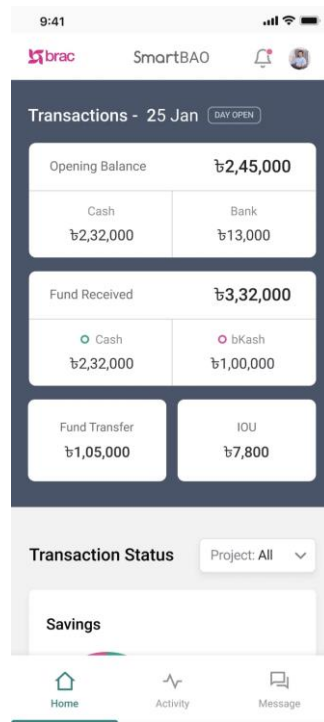 9:41
brac SmartBAO
Transactions - 25 Jan DAY OPEN
Opening Balance ৳2,45,000
Cash Bank
৳2,32,000 ৳13,000
Fund Received ৳3,32,000
Cash bKash
৳2,32,000 ৳1,00,000
Fund Transfer IOU
৳1,05,000 ৳7,800
Transaction Status Project: All
Savings
Home Activity Message